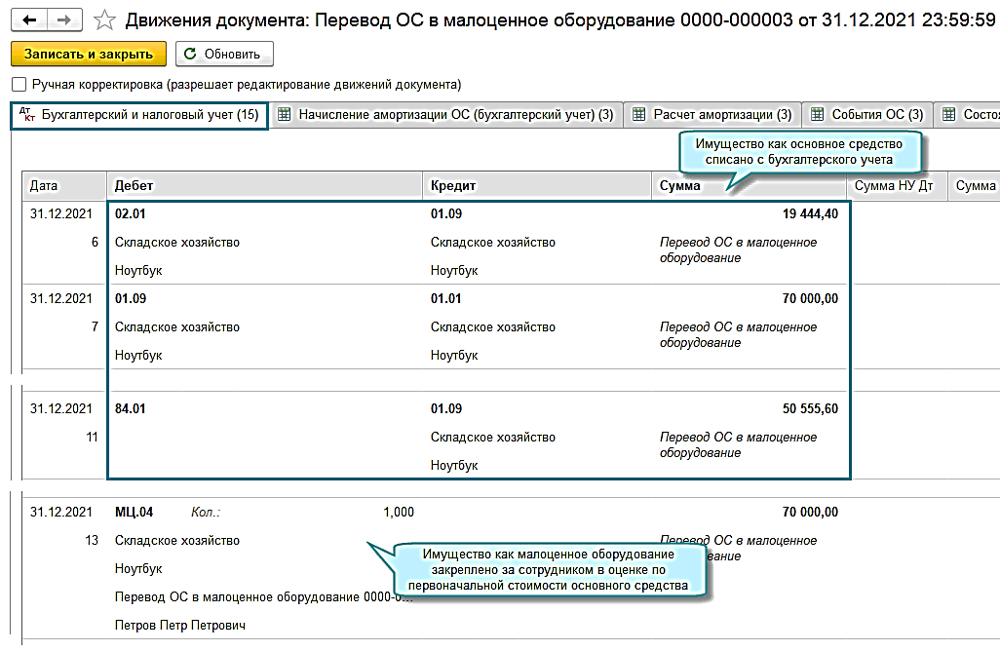 Движения документа: Перевод ОС в малоценное оборудование 0000-000003 от 31.12.2021 23:59:59
Записать и закрыть
Обновить
Ручная корректировка (разрешает редактирование движений документа)
Дт Кт Бухгалтерский и налоговый учет (15)
Начисление амортизации ОС (бухгалтерский учет) (3)
Расчет амортизации (3)
События ОС (3)
Состоя
Имущество как основное средство
списано с бухгалтерского учета
Дата Дебет Кредит Сумма Сумма НУ Дт Сумма
31.12.2021 02.01 01.09 19 444,40
6 Складское хозяйство Складское хозяйство Перевод ОС в малоценное
оборудование
Ноутбук Ноутбук
31.12.2021 01.09 01.01 70 000,00
7 Складское хозяйство Складское хозяйство Перевод ОС в малоценное
оборудование
Ноутбук Ноутбук
31.12.2021 84.01 01.09 50 555,60
11 Складское хозяйство Перевод ОС в малоценное
оборудование
Ноутбук
31.12.2021 МЦ.04 Кол.: 1,000 70 000,00
13 Складское хозяйство Перевод ОС в малоценное
вание
Ноутбук
Имущество как малоценное оборудование
закреплено за сотрудником в оценке по
первоначальной стоимости основного средства
Перевод ОС в малоценное оборудование 0000-0...
Петров Петр Петрович